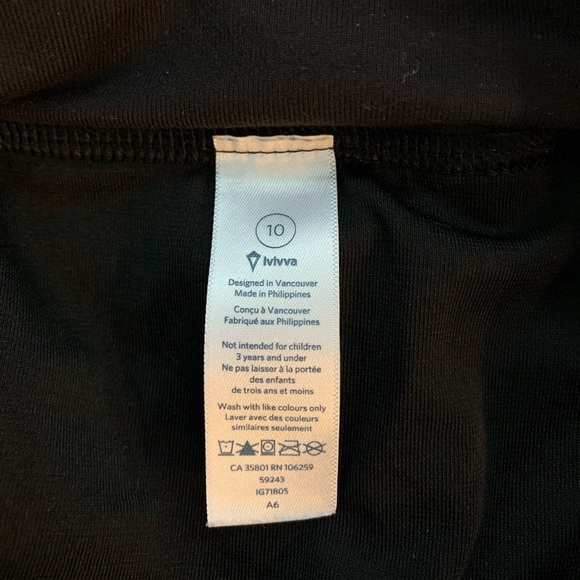 10
ivivva
Designed in Vancouver
Made in Philippines
Conçu à Vancouver
Fabriqué aux Philippines
Not intended for children
3 years and under
Ne pas laisser à la portée
des enfants
de trois ans et moins
Wash with like colours only
Laver avec des couleurs
similaires seulement
CA 35801 RN 106259
59243
IG7180S
A6